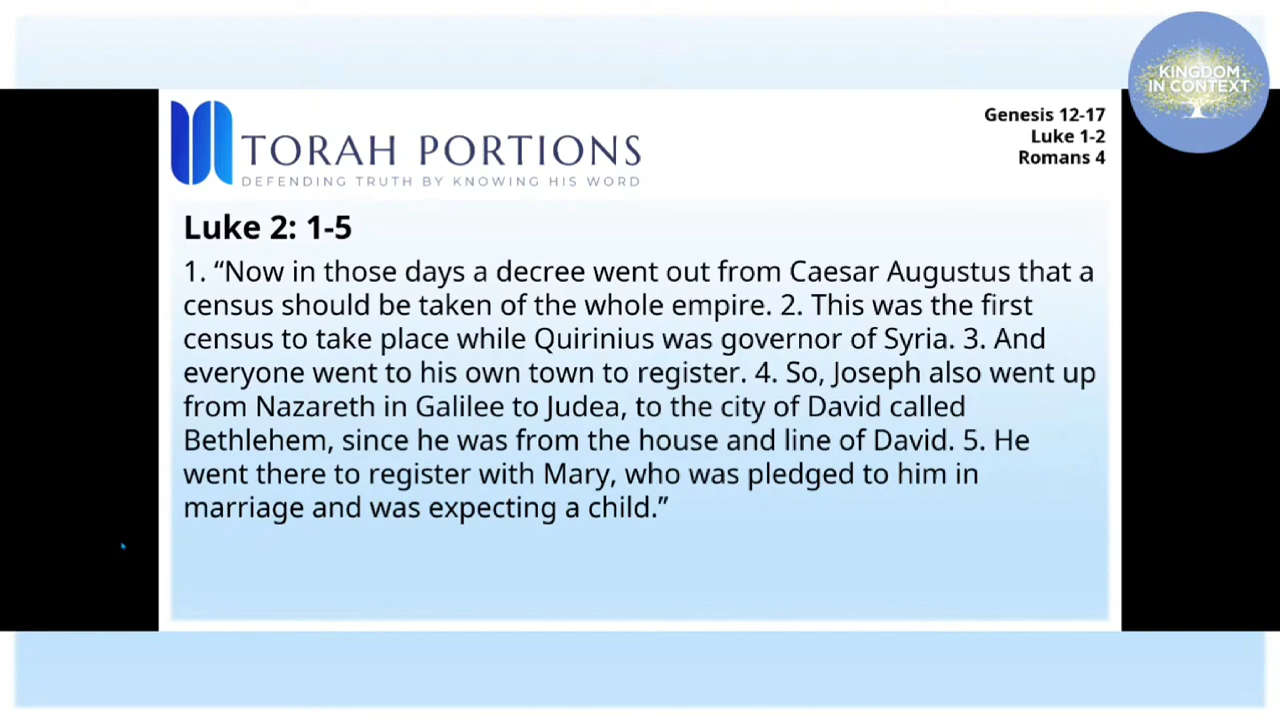 KINGDOM
IN CONTEXT
TORAH PORTIONS
DEFENDING TRUTH BY KNOWING HIS WORD
Genesis 12-17
Luke 1-2
Romans 4
Luke 2: 1-5
1. “Now in those days a decree went out from Caesar Augustus that a
census should be taken of the whole empire. 2. This was the first
census to take place while Quirinius was governor of Syria. 3. And
everyone went to his own town to register. 4. So, Joseph also went up
from Nazareth in Galilee to Judea, to the city of David called
Bethlehem, since he was from the house and line of David. 5. He
went there to register with Mary, who was pledged to him in
marriage and was expecting a child.”